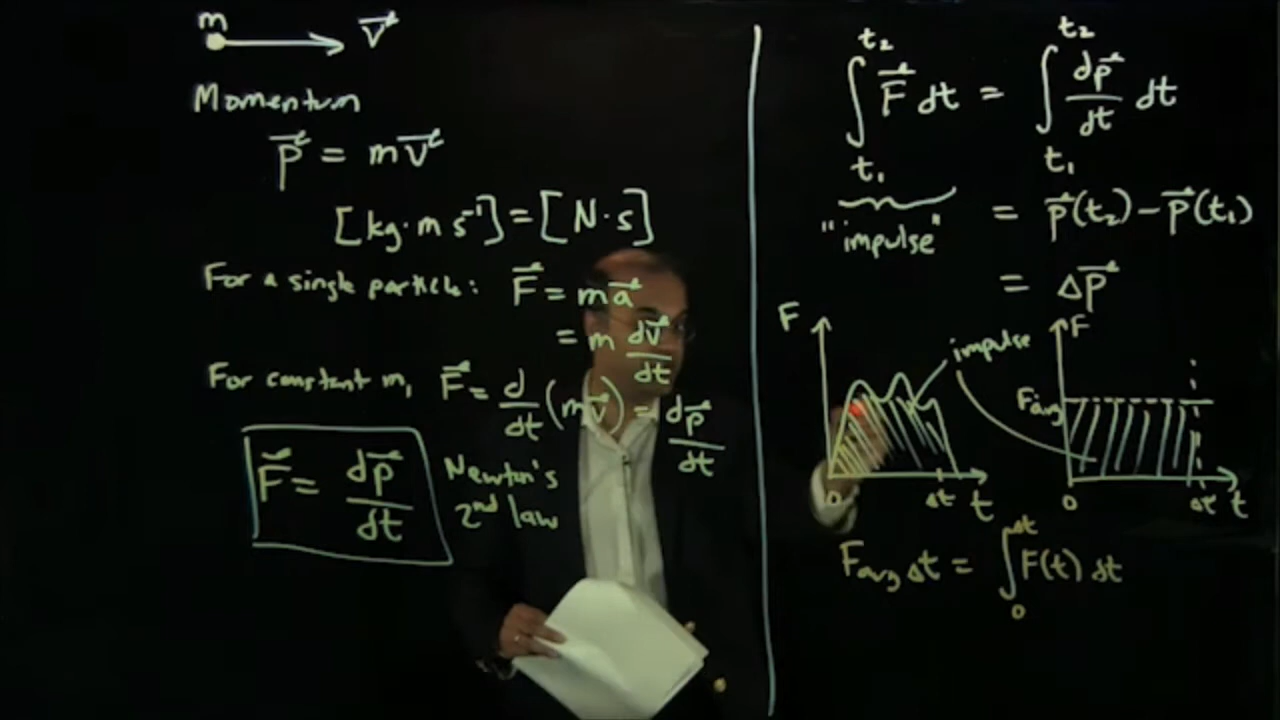 m
v⃗
Momentum
p⃗ = mv⃗
[kg·m s⁻¹] = [N·s]
For a single particle: F⃗ = ma⃗
= m dv⃗/dt
For constant m, F⃗ = d/dt (mv⃗) = dp⃗/dt
F⃗ = dp⃗/dt
Newton's
2nd law
∫_{t₁}^{t₂} F⃗ dt = ∫_{t₁}^{t₂} dp⃗/dt dt
"impulse" = p⃗(t₂) - p⃗(t₁)
= Δp⃗
F
impulse
F
Favg
0
Δt
t
0
Δt
t
Favg Δt = ∫_0^{Δt} F(t) dt